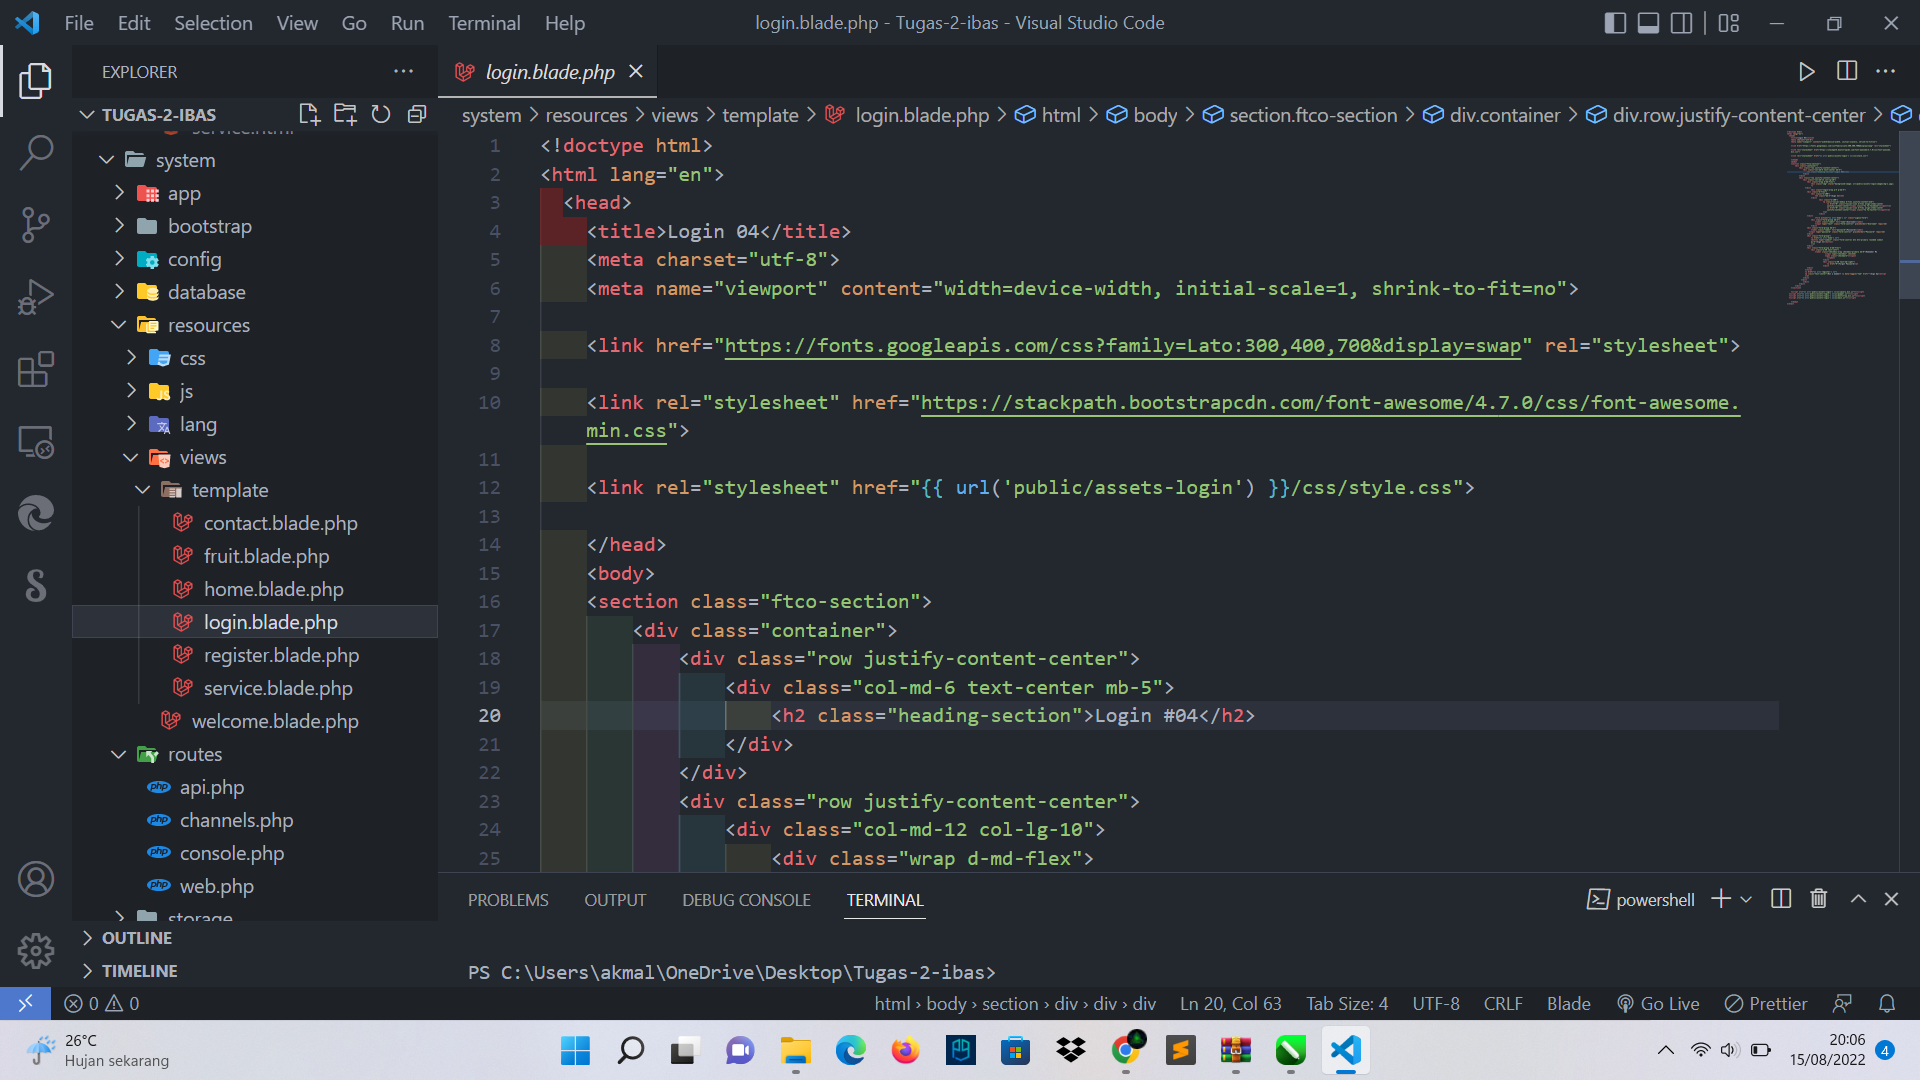 File Edit Selection View Go Run Terminal Help
login.blade.php - Tugas-2-ibas - Visual Studio Code
EXPLORER
login.blade.php
TUGAS-2-IBAS
system > resources > views > template > login.blade.php > html > body > section.ftco-section > div.container > div.row.justify-content-center >
service.html
system
app
bootstrap
config
database
resources
css
js
lang
views
template
contact.blade.php
fruit.blade.php
home.blade.php
login.blade.php
register.blade.php
service.blade.php
welcome.blade.php
routes
api.php
channels.php
console.php
web.php
storage
OUTLINE
TIMELINE
1 <!doctype html>
2 <html lang="en">
3 <head>
4 <title>Login 04</title>
5 <meta charset="utf-8">
6 <meta name="viewport" content="width=device-width, initial-scale=1, shrink-to-fit=no">
7
8 <link href="https://fonts.googleapis.com/css?family=Lato:300,400,700&display=swap" rel="stylesheet">
9
10 <link rel="stylesheet" href="https://stackpath.bootstrapcdn.com/font-awesome/4.7.0/css/font-awesome.
min.css">
11
12 <link rel="stylesheet" href="{{ url('public/assets-login') }}/css/style.css">
13
14 </head>
15 <body>
16 <section class="ftco-section">
17 <div class="container">
18 <div class="row justify-content-center">
19 <div class="col-md-6 text-center mb-5">
20 <h2 class="heading-section">Login #04</h2>
21 </div>
22 </div>
23 <div class="row justify-content-center">
24 <div class="col-md-12 col-lg-10">
25 <div class="wrap d-md-flex">
PROBLEMS OUTPUT DEBUG CONSOLE TERMINAL
powershell
PS C:\Users\akmal\OneDrive\Desktop\Tugas-2-ibas>
0 0
html > body > section > div > div > div Ln 20, Col 63 Tab Size: 4 UTF-8 CRLF Blade Go Live Prettier
26°C
Hujan sekarang
20:06
15/08/2022
4